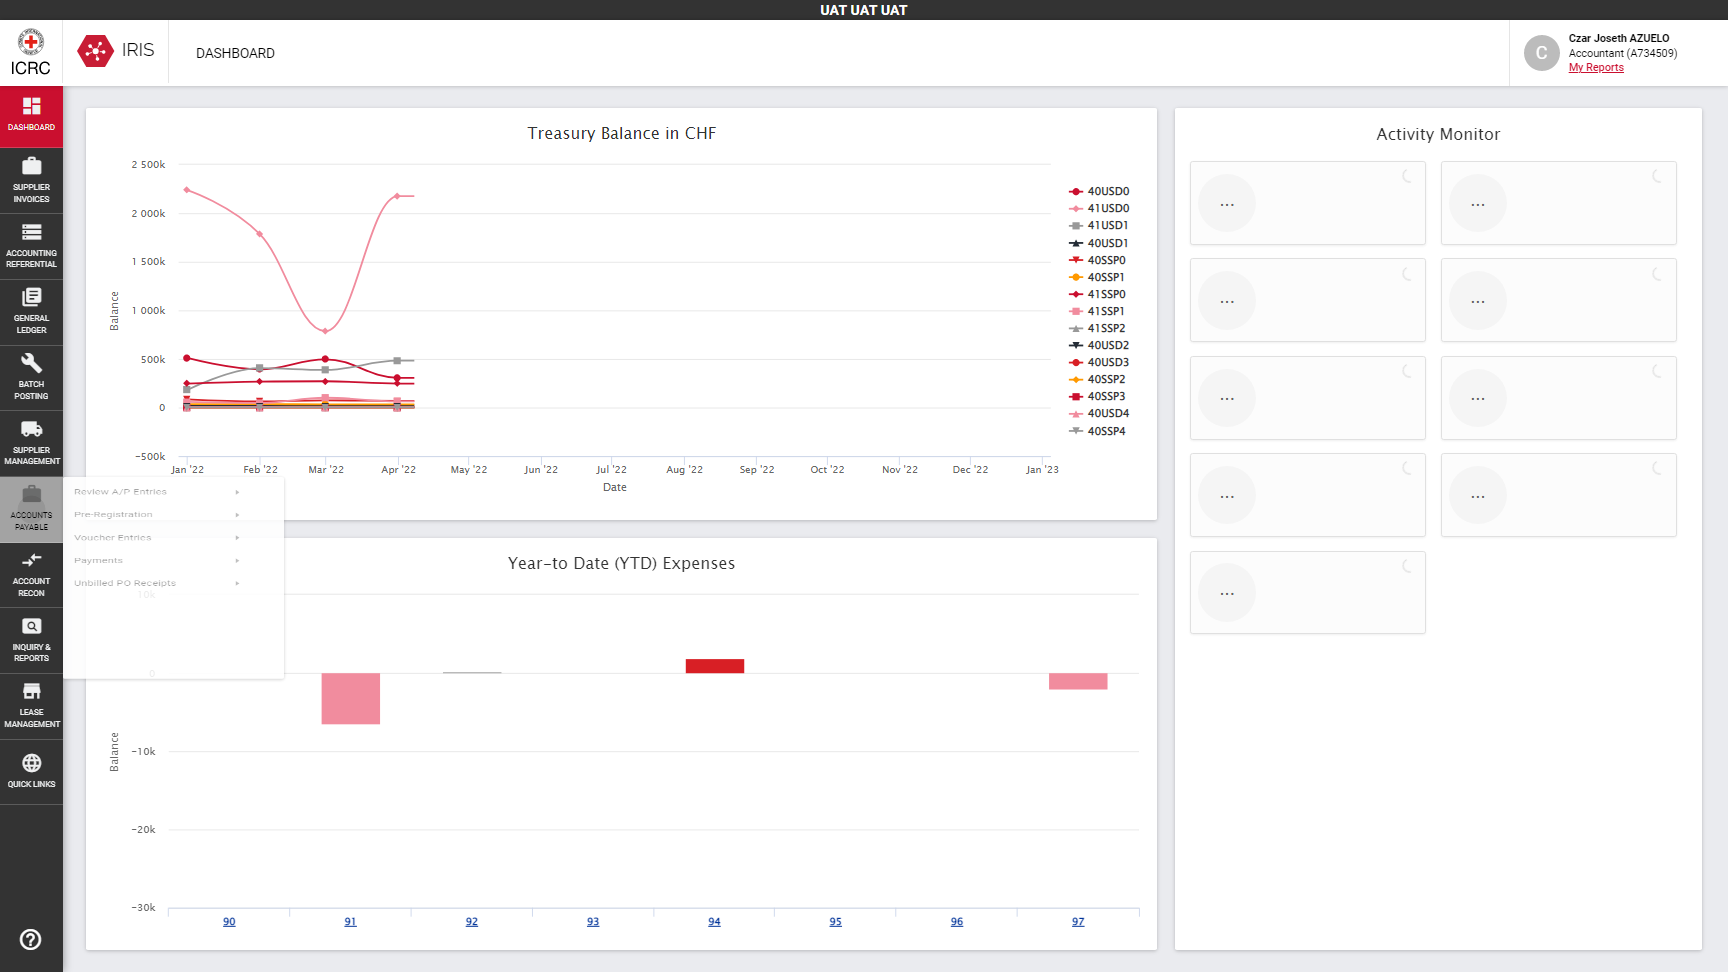 UAT UAT UAT
ICRC
IRIS
DASHBOARD
C
Czar Joseth AZUELO
Accountant (A734509)
My Reports
DASHBOARD
SUPPLIER
INVOICES
ACCOUNTING
REFERENTIAL
GENERAL
LEDGER
BATCH
POSTING
SUPPLIER
MANAGEMENT
ACCOUNTS
PAYABLE
ACCOUNT
RECON
INQUIRY &
REPORTS
LEASE
MANAGEMENT
QUICK LINKS
Review A/P Entries
Pre-Registration
Voucher Entries
Payments
Unbilled PO Receipts
Treasury Balance in CHF
2 500k
2 000k
1 500k
1 000k
500k
0
-500k
Balance
Jan '22
Feb '22
Mar '22
Apr '22
May '22
Jun '22
Jul '22
Aug '22
Sep '22
Oct '22
Nov '22
Dec '22
Jan '23
Date
40USD0
41USD0
41USD1
40USD1
40SSP0
40SSP1
41SSP0
41SSP1
41SSP2
40USD2
40USD3
40SSP2
40SSP3
40USD4
40SSP4
Year-to Date (YTD) Expenses
10k
0
-10k
-20k
-30k
Balance
90
91
92
93
94
95
96
97
Activity Monitor
...
...
...
...
...
...
...
...
...